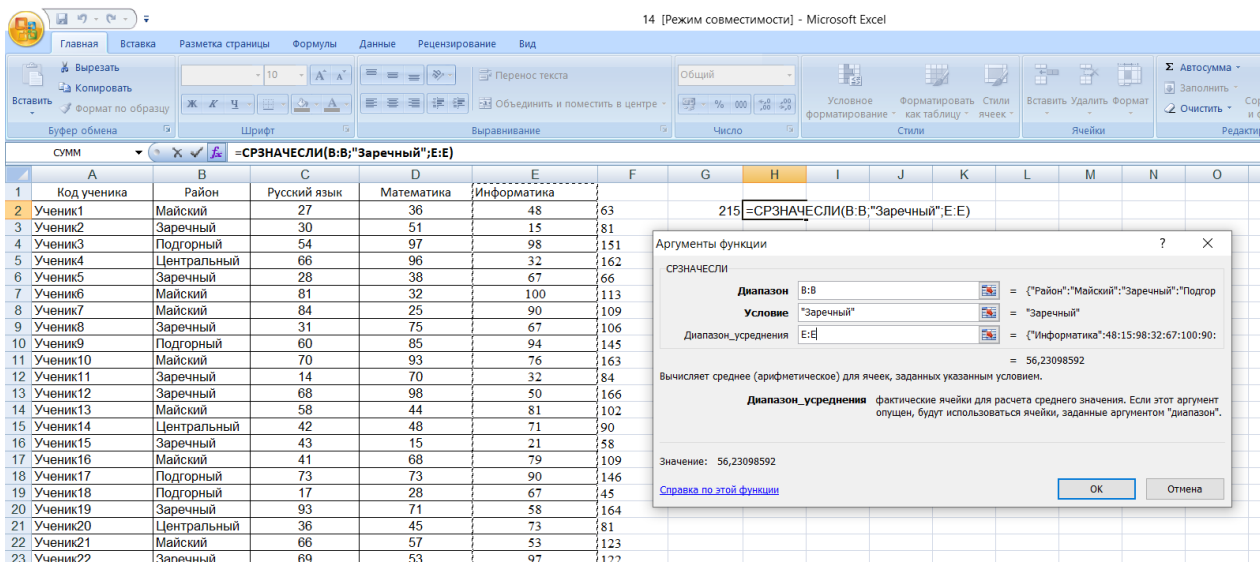 14 [Режим совместимости] - Microsoft Excel
Главная Вставка Разметка страницы Формулы Данные Рецензирование Вид
Вставить
Вырезать
Копировать
Формат по образцу
Буфер обмена
10
Ж К Ч
Шрифт
Перенос текста
Объединить и поместить в центре
Выравнивание
Общий
% 000
Число
Условное форматирование
Форматировать как таблицу
Стили ячеек
Стили
Вставить Удалить Формат
Ячейки
Σ Автосумма
Заполнить
Очистить
СУММ =СРЗНАЧЕСЛИ(B:B;"Заречный";E:E)
A B C D E F G H I J K L M N O
1 Код ученика Район Русский язык Математика Информатика
2 Ученик1 Майский 27 36 48 63 215 =СРЗНАЧЕСЛИ(B:B;"Заречный";E:E)
3 Ученик2 Заречный 30 51 15 81
4 Ученик3 Подгорный 54 97 98 151
5 Ученик4 Центральный 66 96 32 162
6 Ученик5 Заречный 28 38 67 66
7 Ученик6 Майский 81 32 100 113
8 Ученик7 Майский 84 25 90 109
9 Ученик8 Заречный 31 75 67 106
10 Ученик9 Подгорный 60 85 94 145
11 Ученик10 Майский 70 93 76 163
12 Ученик11 Заречный 14 70 32 84
13 Ученик12 Заречный 68 98 50 166
14 Ученик13 Майский 58 44 81 102
15 Ученик14 Центральный 42 48 71 90
16 Ученик15 Заречный 43 15 21 58
17 Ученик16 Майский 41 68 79 109
18 Ученик17 Подгорный 73 73 90 146
19 Ученик18 Подгорный 17 28 67 45
20 Ученик19 Заречный 93 71 58 164
21 Ученик20 Центральный 36 45 73 81
22 Ученик21 Майский 66 57 53 123
23 Ученик22 Заречный 69 53 97 122
Аргументы функции ? ×
СРЗНАЧЕСЛИ
Диапазон B:B = {"Район":"Майский":"Заречный":"Подгор
Условие "Заречный" = "Заречный"
Диапазон_усреднения E:E = {"Информатика":48:15:98:32:67:100:90:
= 56,23098592
Вычисляет среднее (арифметическое) для ячеек, заданных указанным условием.
Диапазон_усреднения фактические ячейки для расчета среднего значения. Если этот аргумент
опущен, будут использоваться ячейки, заданные аргументом "диапазон".
Значение: 56,23098592
Справка по этой функции
ОК Отмена